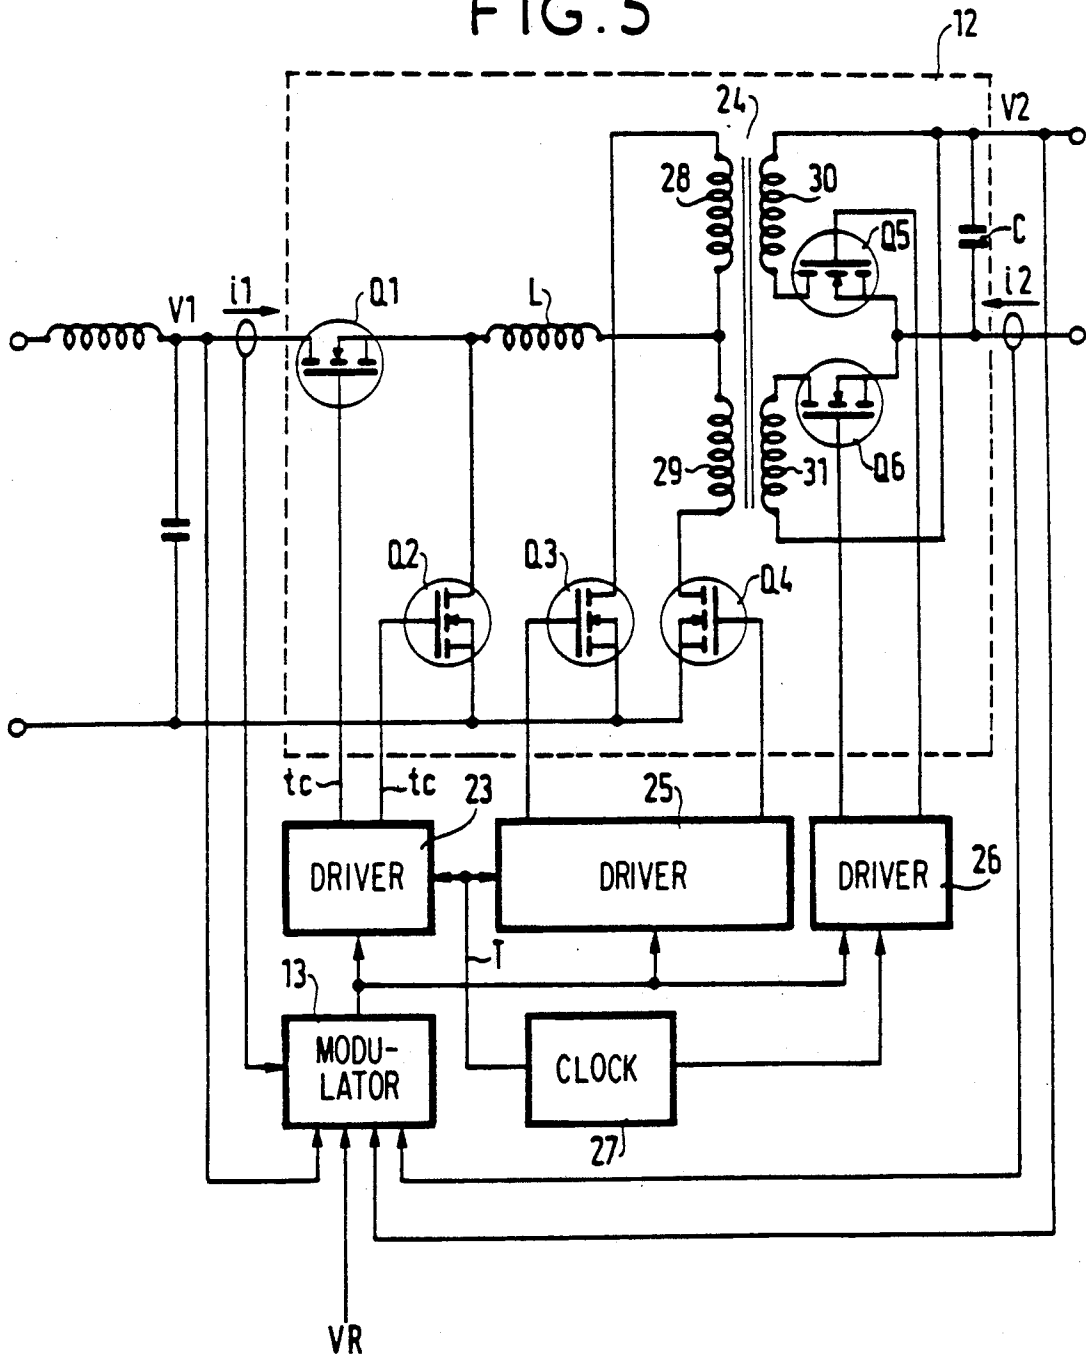 FIG. 5
12
24
V2
28
30
Q5
C
i1
V1
Q1
L
i2
29
31
Q6
Q2
Q3
Q4
tc
tc
23
25
26
DRIVER
DRIVER
DRIVER
T
13
MODU-
LATOR
CLOCK
27
VR